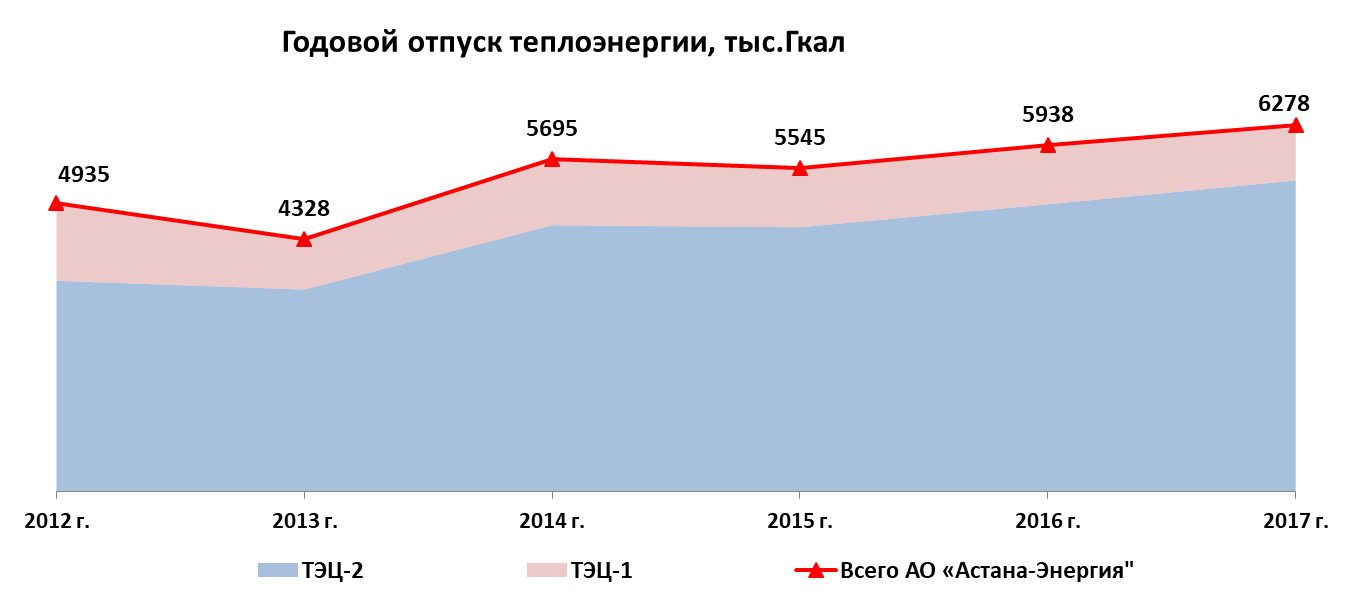 Годовой отпуск теплоэнергии, тыс.Гкал
4935
4328
5695
5545
5938
6278
2012 г.
2013 г.
2014 г.
2015 г.
2016 г.
2017 г.
ТЭЦ-2
ТЭЦ-1
Всего АО «Астана-Энергия"